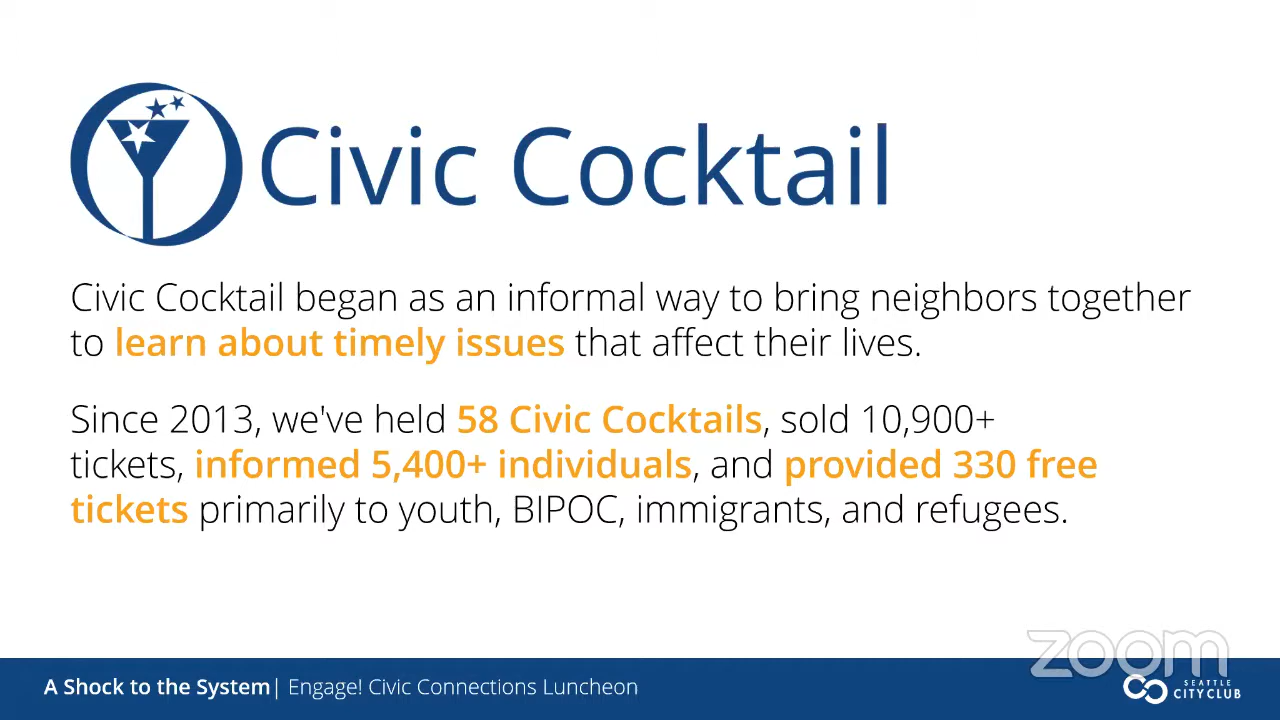 Civic Cocktail
Civic Cocktail began as an informal way to bring neighbors together
to learn about timely issues that affect their lives.
Since 2013, we've held 58 Civic Cocktails, sold 10,900+
tickets, informed 5,400+ individuals, and provided 330 free
tickets primarily to youth, BIPOC, immigrants, and refugees.
zoom
A Shock to the System| Engage! Civic Connections Luncheon
SEATTLE
CITYCLUB